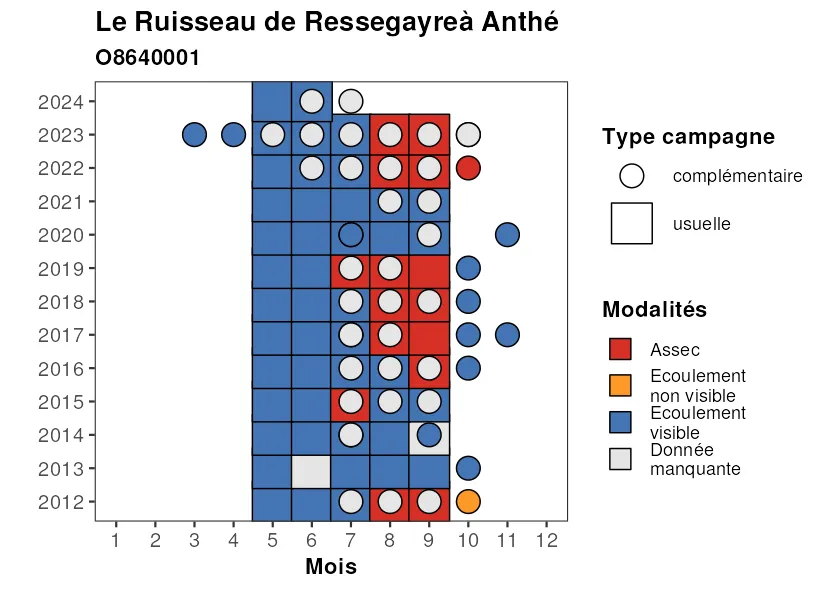 Le Ruisseau de Ressegayreà Anthé
O8640001
2024
2023
2022
2021
2020
2019
2018
2017
2016
2015
2014
2013
2012
1 2 3 4 5 6 7 8 9 10 11 12
Mois
Type campagne
complémentaire
usuelle
Modalités
Assec
Ecoulement
non visible
Ecoulement
visible
Donnée
manquante